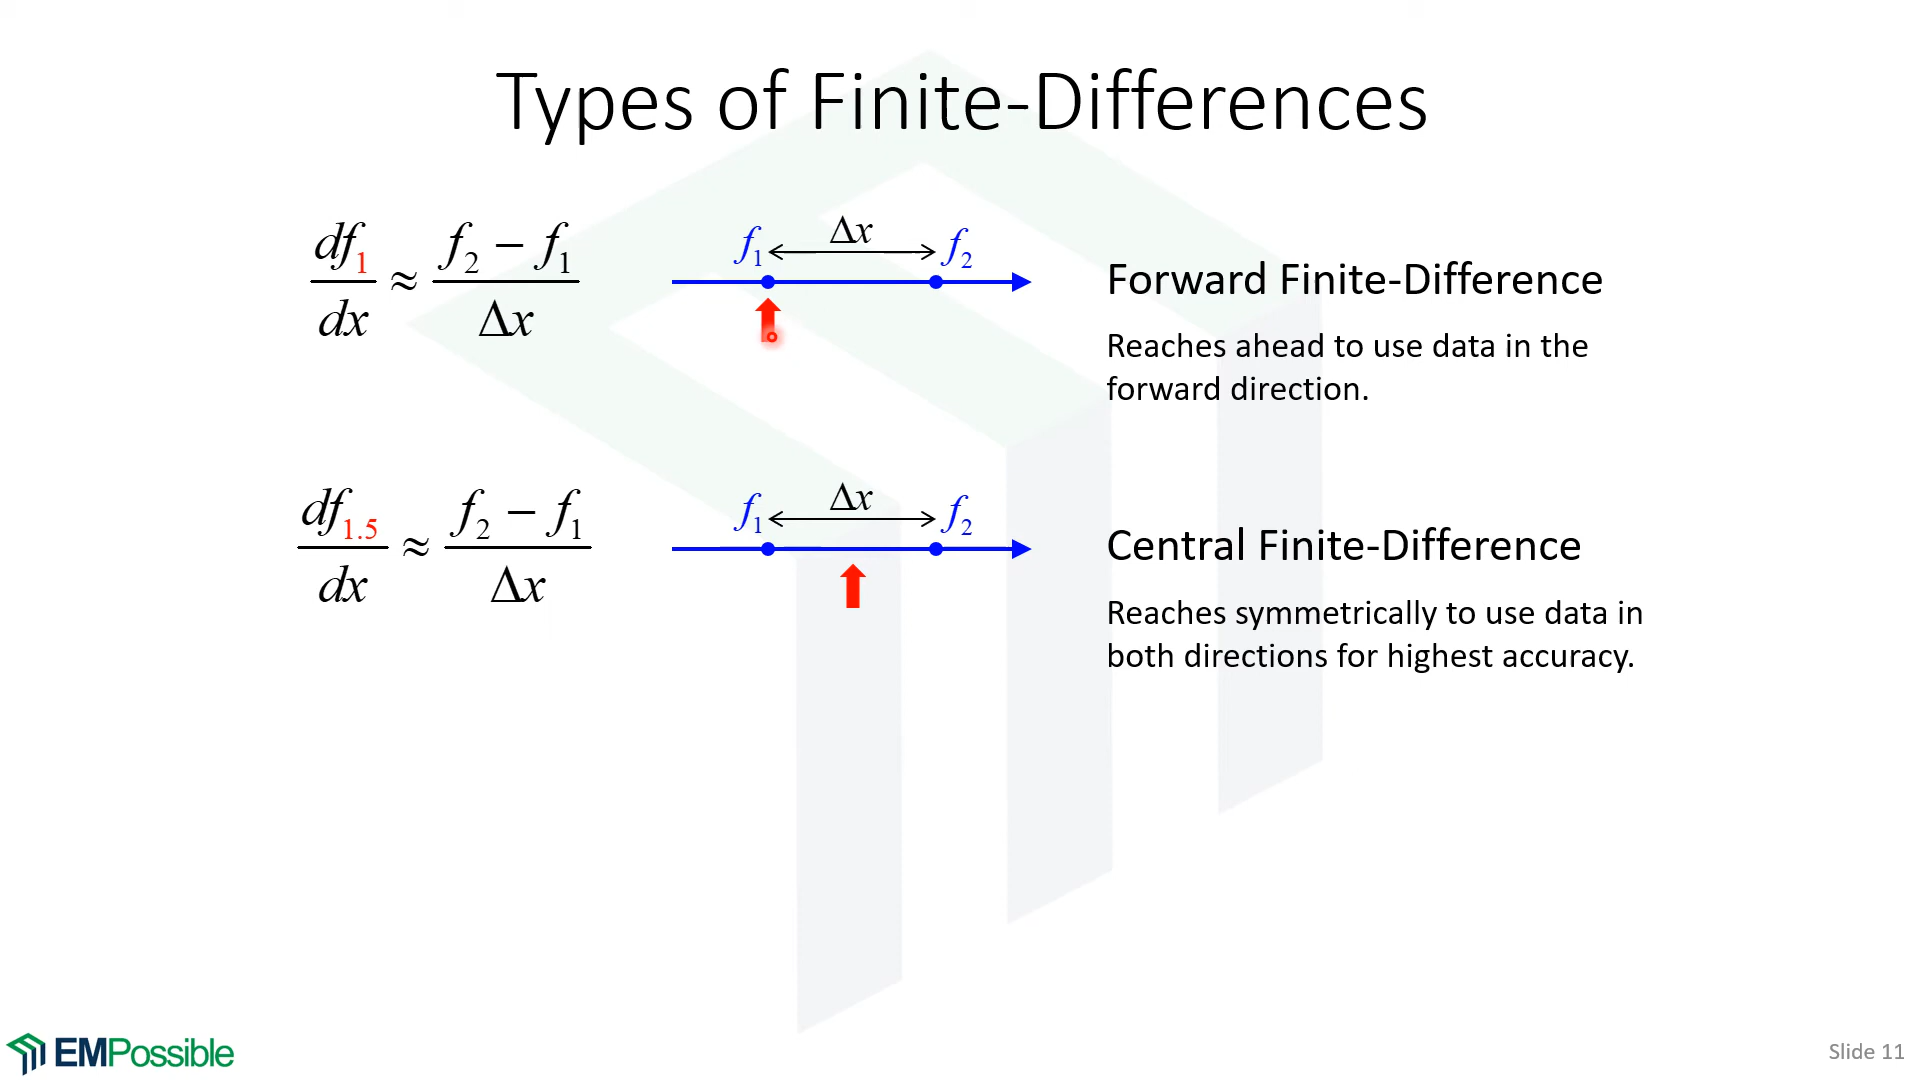 Types of Finite-Differences
df₁/dx ≈ (f₂ − f₁)/Δx
f₁ Δx f₂
Forward Finite-Difference
Reaches ahead to use data in the
forward direction.
df₁.₅/dx ≈ (f₂ − f₁)/Δx
f₁ Δx f₂
Central Finite-Difference
Reaches symmetrically to use data in
both directions for highest accuracy.
EMPossible
Slide 11